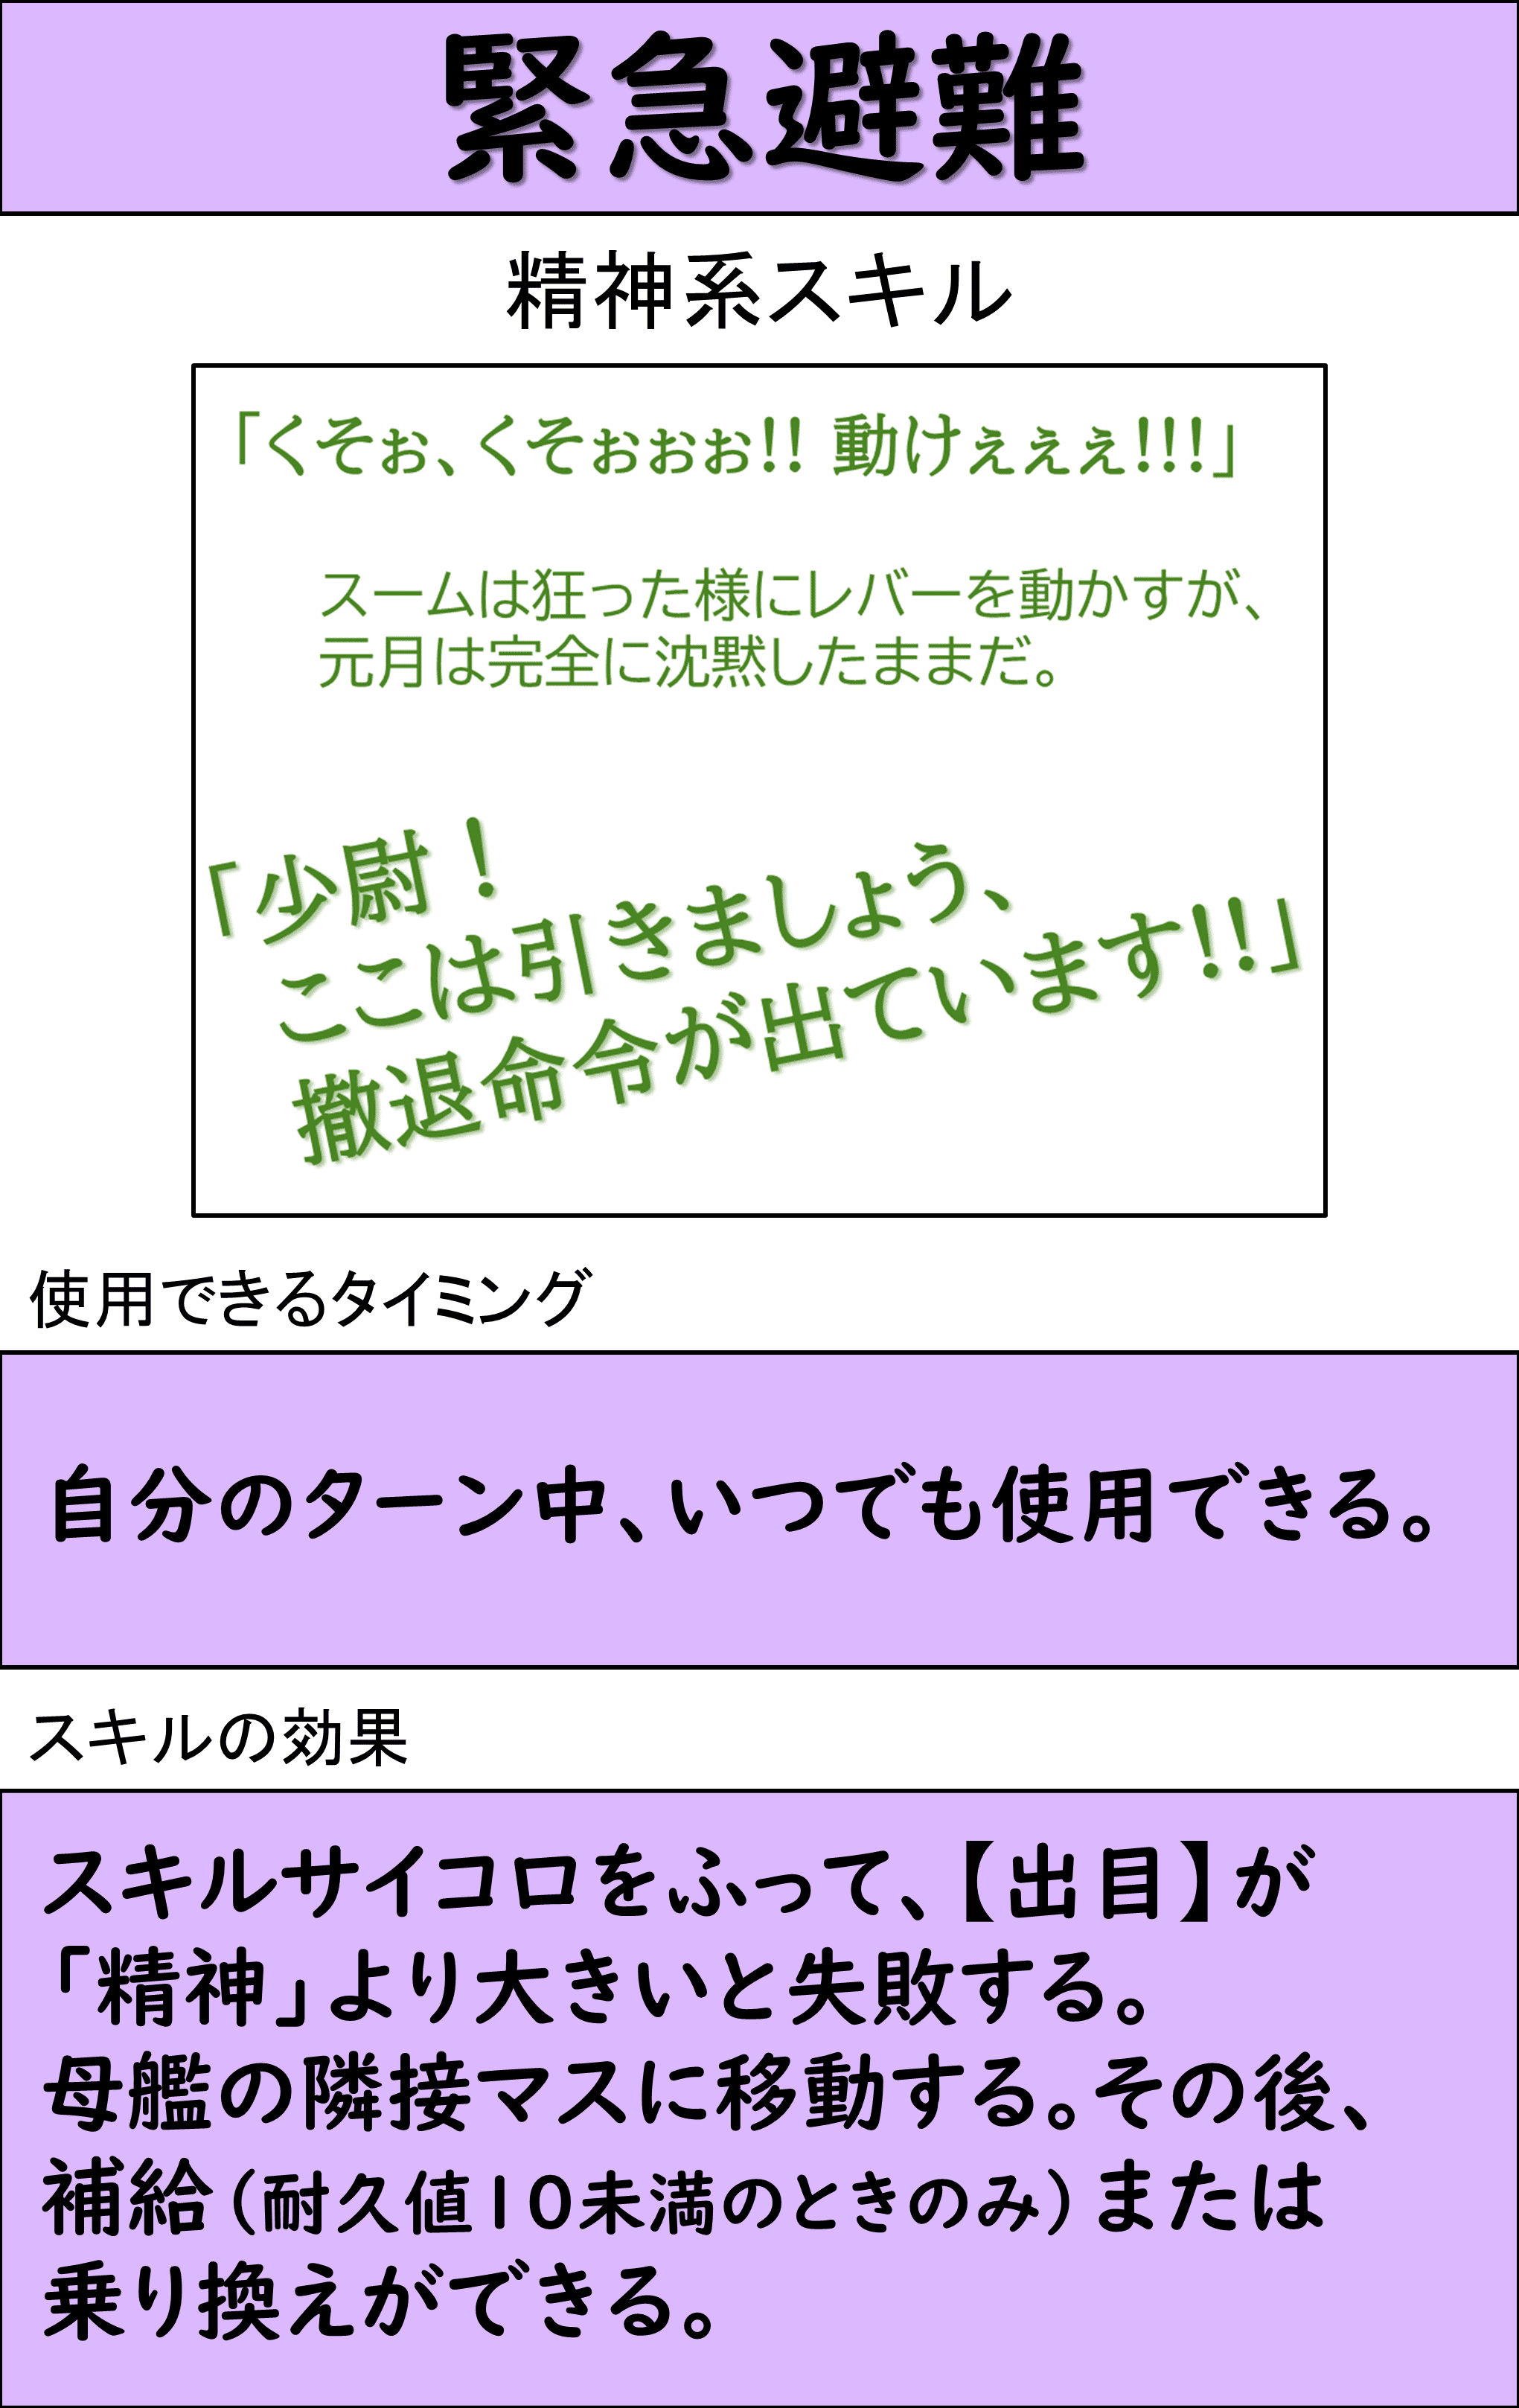 緊急避難
精神系スキル
「くそぉ、くそぉぉぉ!! 動けぇぇぇ!!!」
スームは狂った様にレバーを動かすが、
元月は完全に沈黙したままだ。
「少尉！
ここは引きましょう、
撤退命令が出ています!!」
使用できるタイミング
自分のターン中、いつでも使用できる。
スキルの効果
スキルサイコロをふって、【出目】が
「精神」より大きいと失敗する。
母艦の隣接マスに移動する。その後、
補給（耐久値10未満のときのみ）または
乗り換えができる。